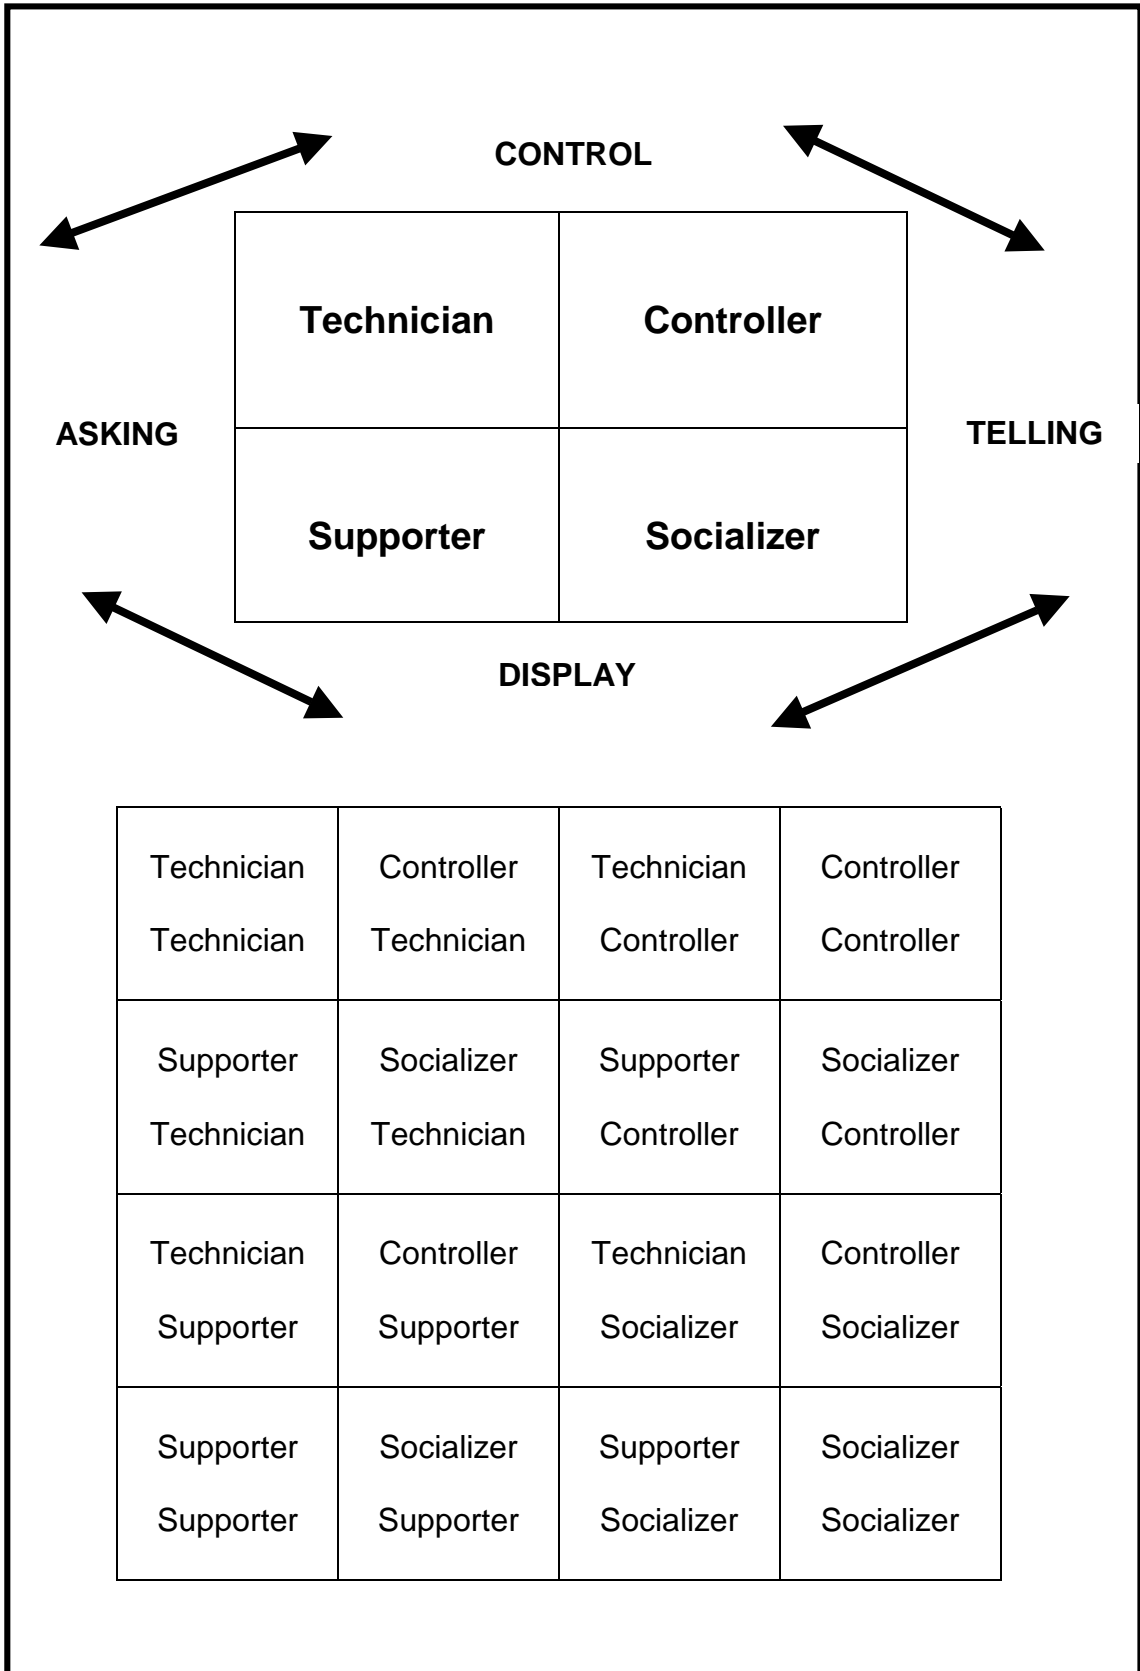 CONTROL
Technician Controller
ASKING TELLING
Supporter Socializer
DISPLAY
Technician Controller Technician Controller
Technician Technician Controller Controller
Supporter Socializer Supporter Socializer
Technician Technician Controller Controller
Technician Controller Technician Controller
Supporter Supporter Socializer Socializer
Supporter Socializer Supporter Socializer
Supporter Supporter Socializer Socializer